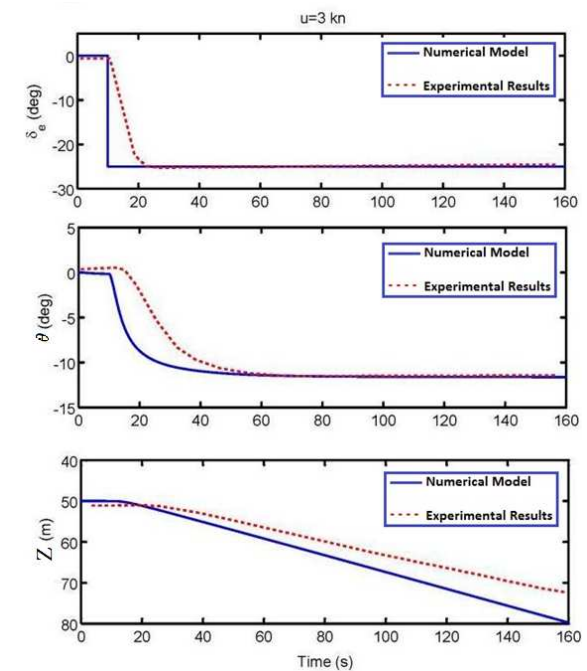 u=3 kn
Numerical Model
Experimental Results
δe (deg)
0
-10
-20
-30
0 20 40 60 80 100 120 140 160
Numerical Model
Experimental Results
θ (deg)
5
0
-5
-10
-15
0 20 40 60 80 100 120 140 160
Numerical Model
Experimental Results
Z (m)
40
50
60
70
80
0 20 40 60 80 100 120 140 160
Time (s)